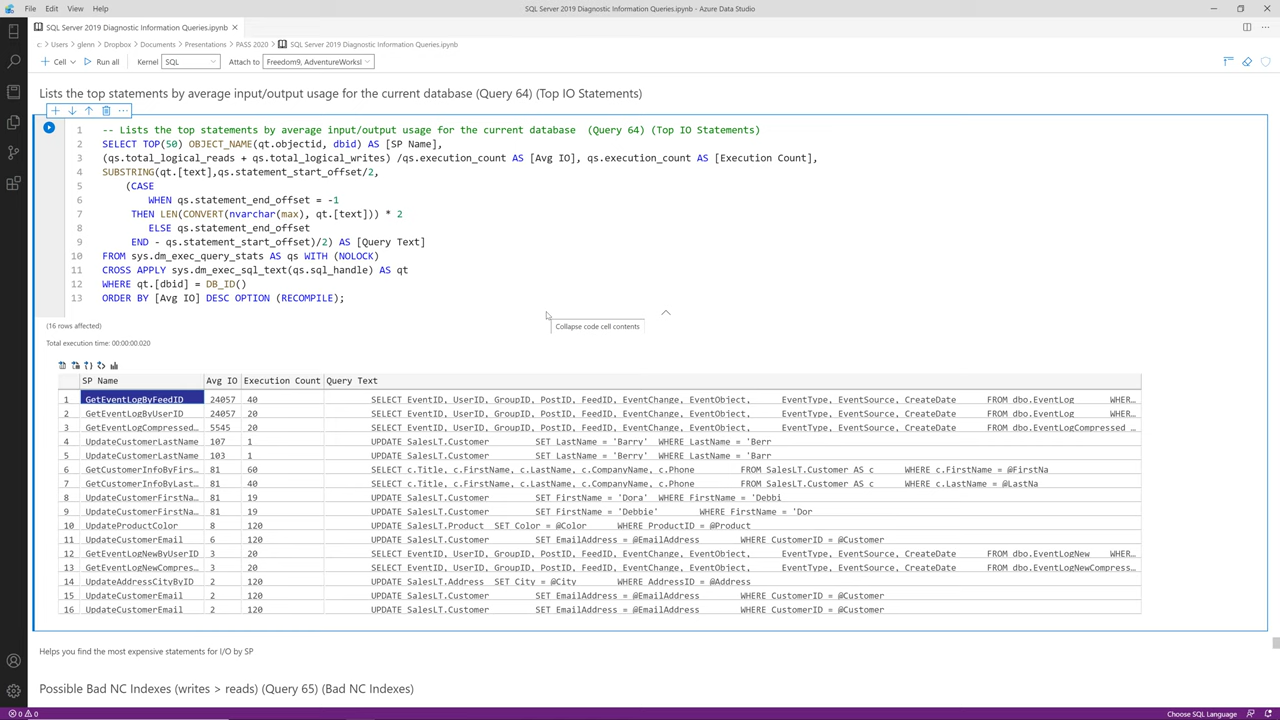 File Edit View Help
SQL Server 2019 Diagnostic Information Queries.ipynb - Azure Data Studio
SQL Server 2019 Diagnostic Information Queries.ipynb ×
c: > Users > glenn > Dropbox > Documents > Presentations > PASS 2020 > SQL Server 2019 Diagnostic Information Queries.ipynb
Cell Run all Kernel SQL Attach to Freedom9, AdventureWorksl
Lists the top statements by average input/output usage for the current database (Query 64) (Top IO Statements)
1 -- Lists the top statements by average input/output usage for the current database (Query 64) (Top IO Statements)
2 SELECT TOP(50) OBJECT_NAME(qt.objectid, dbid) AS [SP Name],
3 (qs.total_logical_reads + qs.total_logical_writes) /qs.execution_count AS [Avg IO], qs.execution_count AS [Execution Count],
4 SUBSTRING(qt.[text],qs.statement_start_offset/2,
5 (CASE
6 WHEN qs.statement_end_offset = -1
7 THEN LEN(CONVERT(nvarchar(max), qt.[text])) * 2
8 ELSE qs.statement_end_offset
9 END - qs.statement_start_offset)/2) AS [Query Text]
10 FROM sys.dm_exec_query_stats AS qs WITH (NOLOCK)
11 CROSS APPLY sys.dm_exec_sql_text(qs.sql_handle) AS qt
12 WHERE qt.[dbid] = DB_ID()
13 ORDER BY [Avg IO] DESC OPTION (RECOMPILE);
Collapse code cell contents
(16 rows affected)
Total execution time: 00:00:00.020
SP Name Avg IO Execution Count Query Text
1 GetEventLogByFeedID 24057 40 SELECT EventID, UserID, GroupID, PostID, FeedID, EventChange, EventObject, EventType, EventSource, CreateDate FROM dbo.EventLog WHER…
2 GetEventLogByUserID 24057 20 SELECT EventID, UserID, GroupID, PostID, FeedID, EventChange, EventObject, EventType, EventSource, CreateDate FROM dbo.EventLog WHER…
3 GetEventLogCompressed… 5545 20 SELECT EventID, UserID, GroupID, PostID, FeedID, EventChange, EventObject, EventType, EventSource, CreateDate FROM dbo.EventLogCompressed …
4 UpdateCustomerLastName 107 1 UPDATE SalesLT.Customer SET LastName = 'Barry' WHERE LastName = 'Berr
5 UpdateCustomerLastName 103 1 UPDATE SalesLT.Customer SET LastName = 'Berry' WHERE LastName = 'Barr
6 GetCustomerInfoByFirs… 81 60 SELECT c.Title, c.FirstName, c.LastName, c.CompanyName, c.Phone FROM SalesLT.Customer AS c WHERE c.FirstName = @FirstNa
7 GetCustomerInfoByLast… 81 40 SELECT c.Title, c.FirstName, c.LastName, c.CompanyName, c.Phone FROM SalesLT.Customer AS c WHERE c.LastName = @LastNa
8 UpdateCustomerFirstNa… 81 19 UPDATE SalesLT.Customer SET FirstName = 'Dora' WHERE FirstName = 'Debbi
9 UpdateCustomerFirstNa… 81 19 UPDATE SalesLT.Customer SET FirstName = 'Debbie' WHERE FirstName = 'Dor
10 UpdateProductColor 8 120 UPDATE SalesLT.Product SET Color = @Color WHERE ProductID = @Product
11 UpdateCustomerEmail 6 120 UPDATE SalesLT.Customer SET EmailAddress = @EmailAddress WHERE CustomerID = @Customer
12 GetEventLogNewByUserID 3 20 SELECT EventID, UserID, GroupID, PostID, FeedID, EventChange, EventObject, EventType, EventSource, CreateDate FROM dbo.EventLogNew WHER…
13 GetEventLogNewCompres… 3 20 SELECT EventID, UserID, GroupID, PostID, FeedID, EventChange, EventObject, EventType, EventSource, CreateDate FROM dbo.EventLogNewCompress…
14 UpdateAddressCityByID 2 120 UPDATE SalesLT.Address SET City = @City WHERE AddressID = @Address
15 UpdateCustomerEmail 2 120 UPDATE SalesLT.Customer SET EmailAddress = @EmailAddress WHERE CustomerID = @Customer
16 UpdateCustomerEmail 2 120 UPDATE SalesLT.Customer SET EmailAddress = @EmailAddress WHERE CustomerID = @Customer
Helps you find the most expensive statements for I/O by SP
Possible Bad NC Indexes (writes > reads) (Query 65) (Bad NC Indexes)
0 0 Choose SQL Language